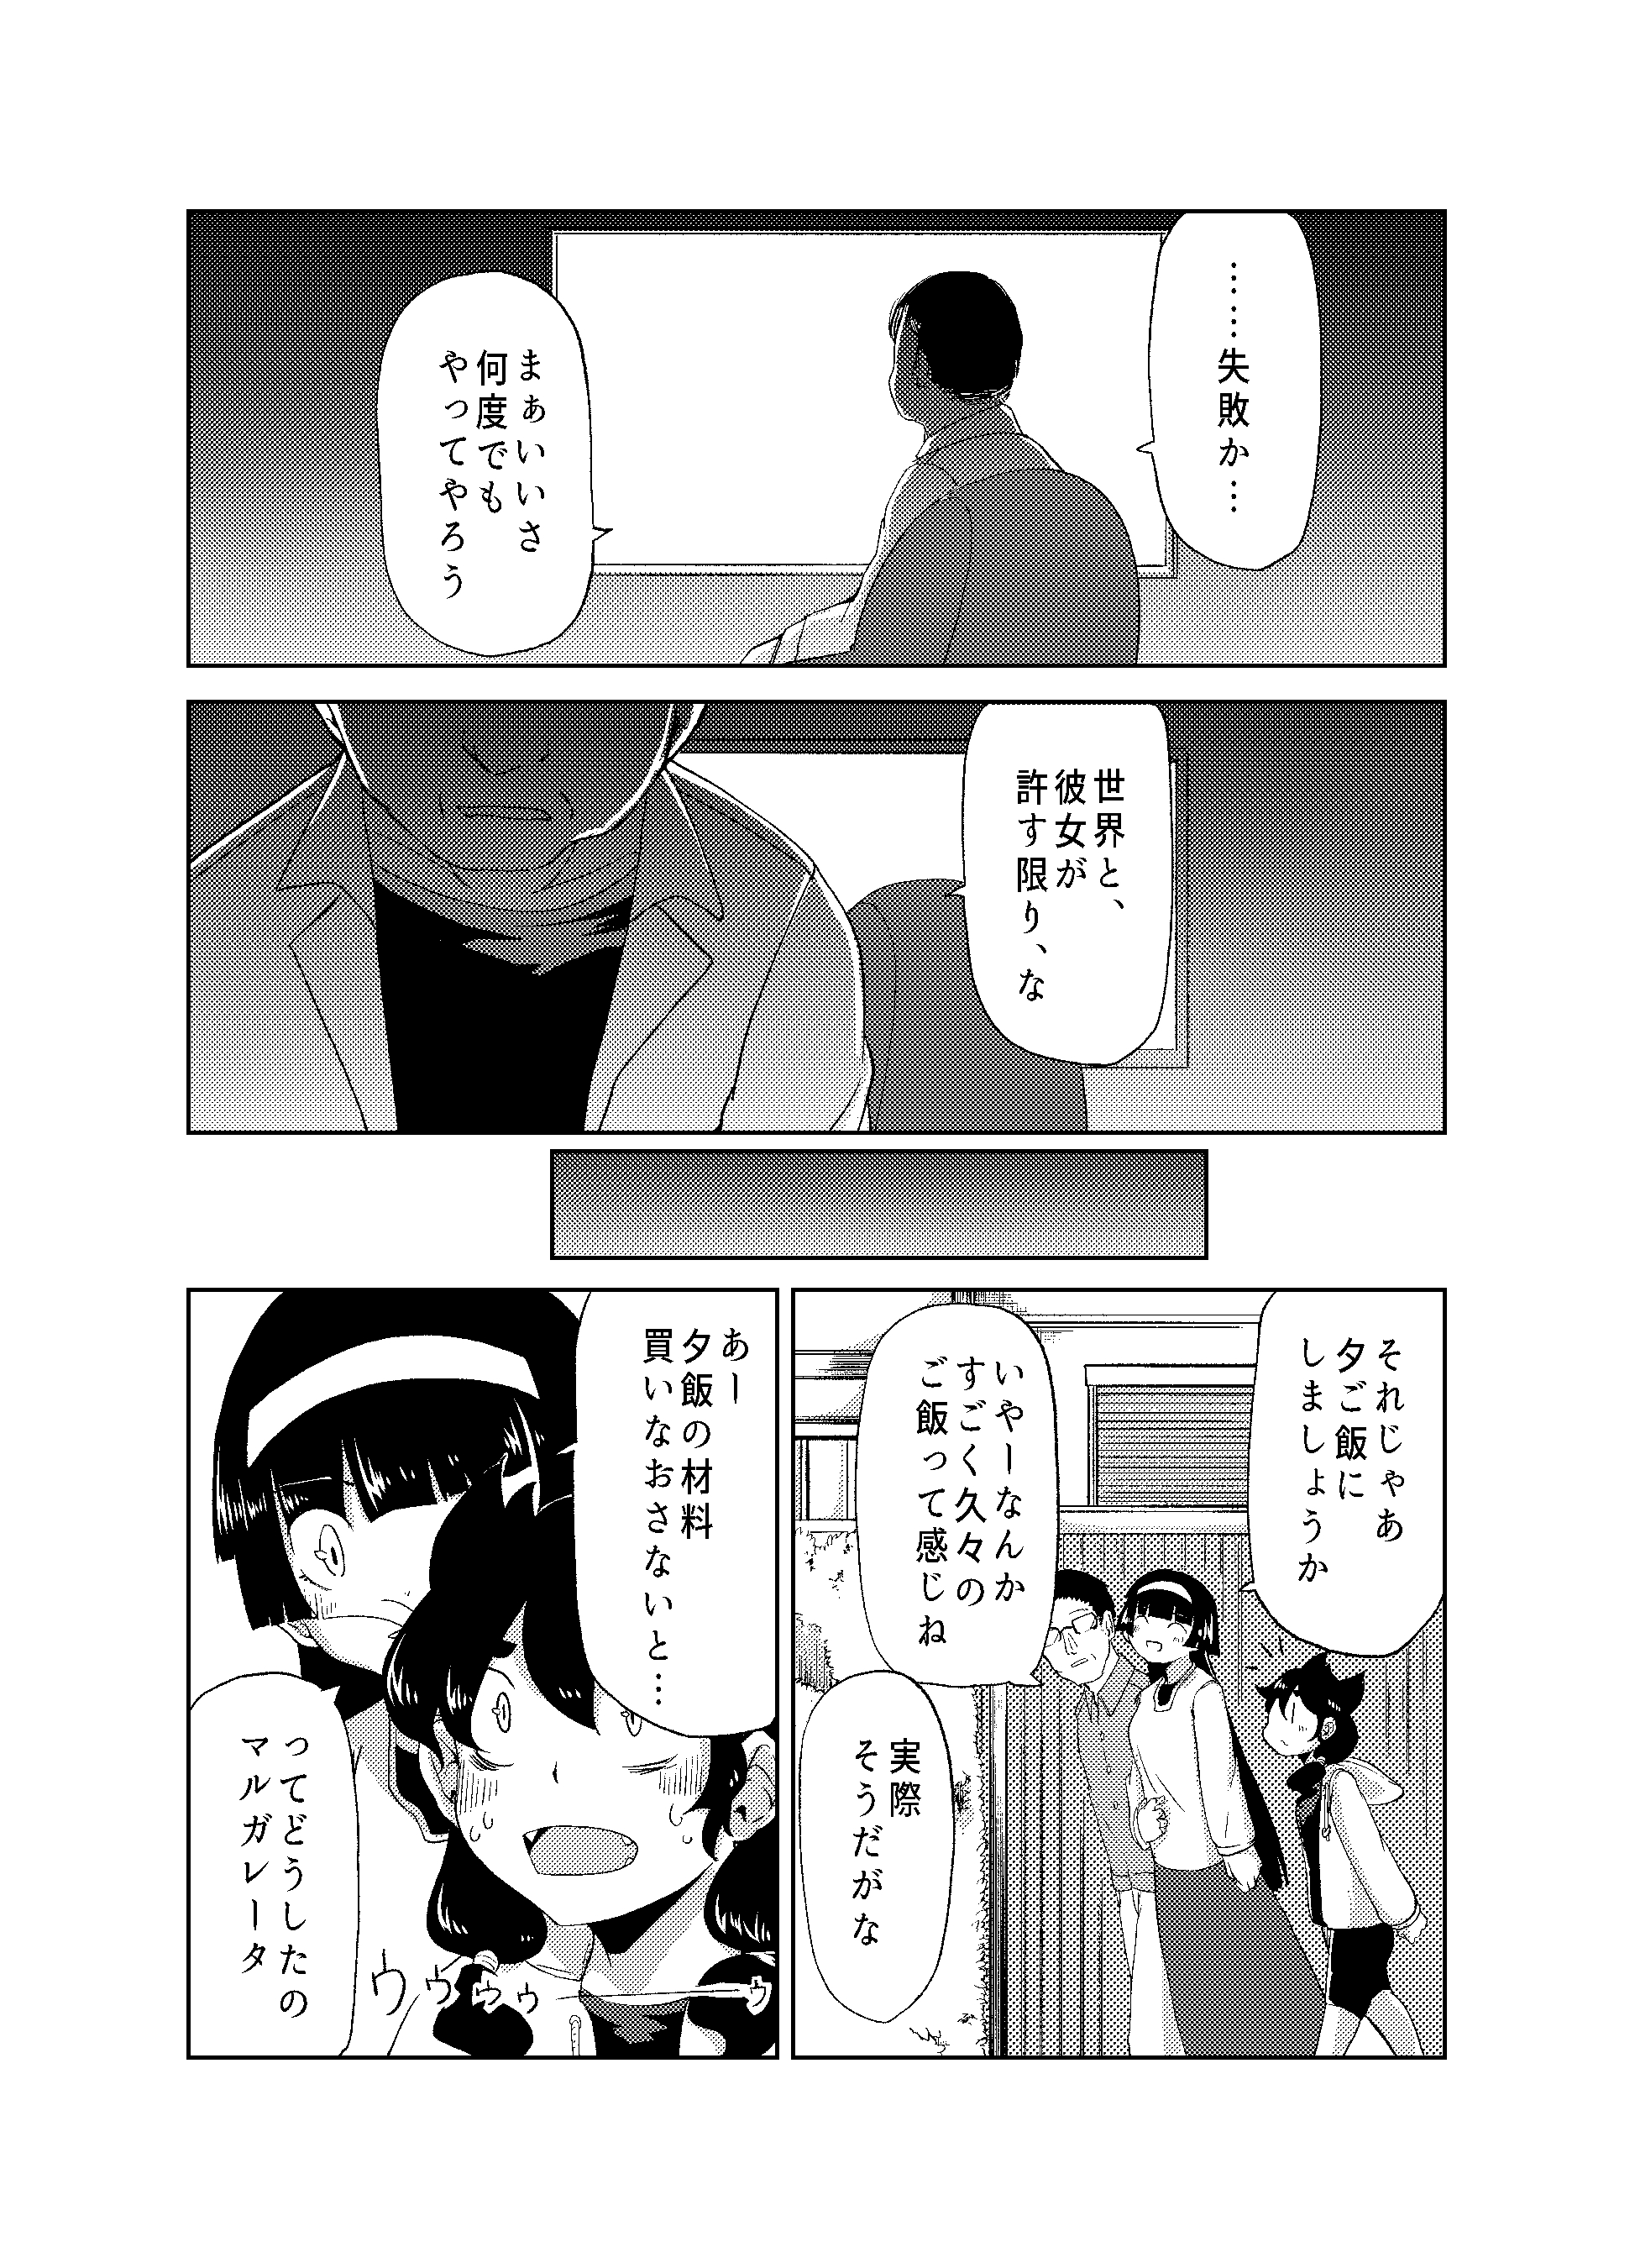 ……失敗か…
まぁいいさ
何度でも
やってやろう
世界と、
彼女が
許す限り、な
それじゃあ
夕ご飯に
しましょうか
いやーなんか
すごく久々の
ご飯って感じね
実際
そうだがな
あー
夕飯の材料
買いなおさないと…
ってどうしたの
マルガレータ
ウゥゥゥ
ゥ